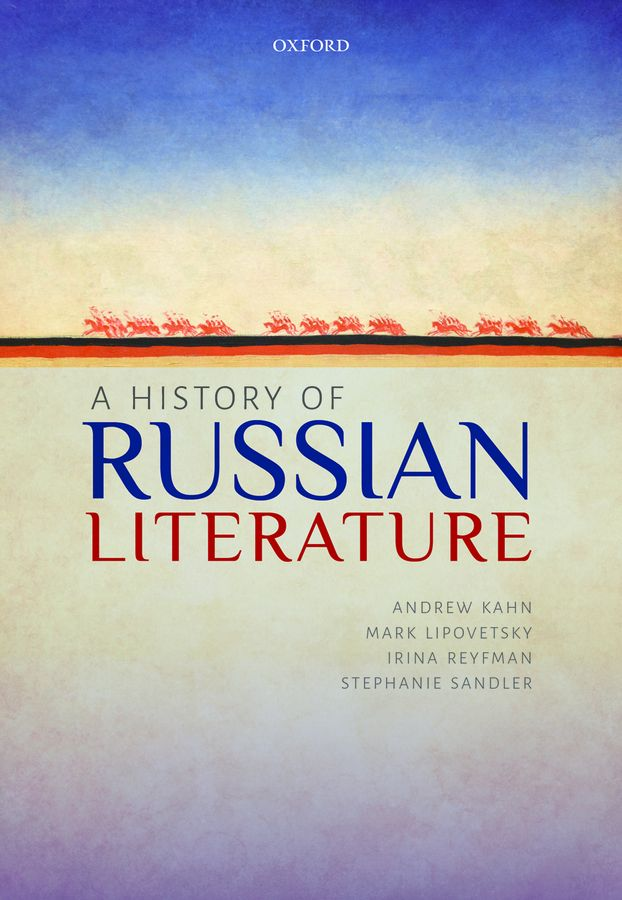 OXFORD
A HISTORY OF
RUSSIAN
LITERATURE
ANDREW KAHN
MARK LIPOVETSKY
IRINA REYFMAN
STEPHANIE SANDLER